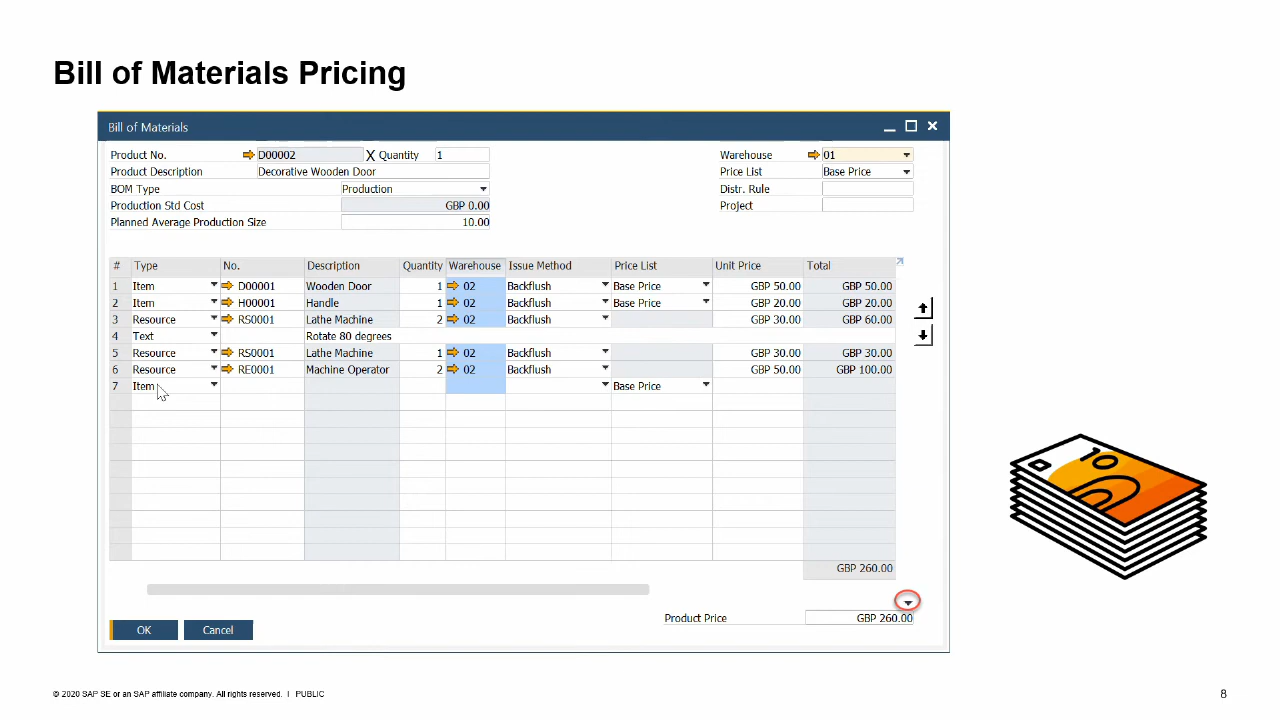 Bill of Materials Pricing
Bill of Materials
Product No. D00002 X Quantity 1 Warehouse 01
Product Description Decorative Wooden Door Price List Base Price
BOM Type Production Distr. Rule
Production Std Cost GBP 0.00 Project
Planned Average Production Size 10.00
# Type No. Description Quantity Warehouse Issue Method Price List Unit Price Total
1 Item D00001 Wooden Door 1 02 Backflush Base Price GBP 50.00 GBP 50.00
2 Item H00001 Handle 1 02 Backflush Base Price GBP 20.00 GBP 20.00
3 Resource RS0001 Lathe Machine 2 02 Backflush GBP 30.00 GBP 60.00
4 Text Rotate 80 degrees
5 Resource RS0001 Lathe Machine 1 02 Backflush GBP 30.00 GBP 30.00
6 Resource RE0001 Machine Operator 2 02 Backflush GBP 50.00 GBP 100.00
7 Item Base Price
GBP 260.00
Product Price GBP 260.00
OK Cancel
10
© 2020 SAP SE or an SAP affiliate company. All rights reserved. I PUBLIC 8